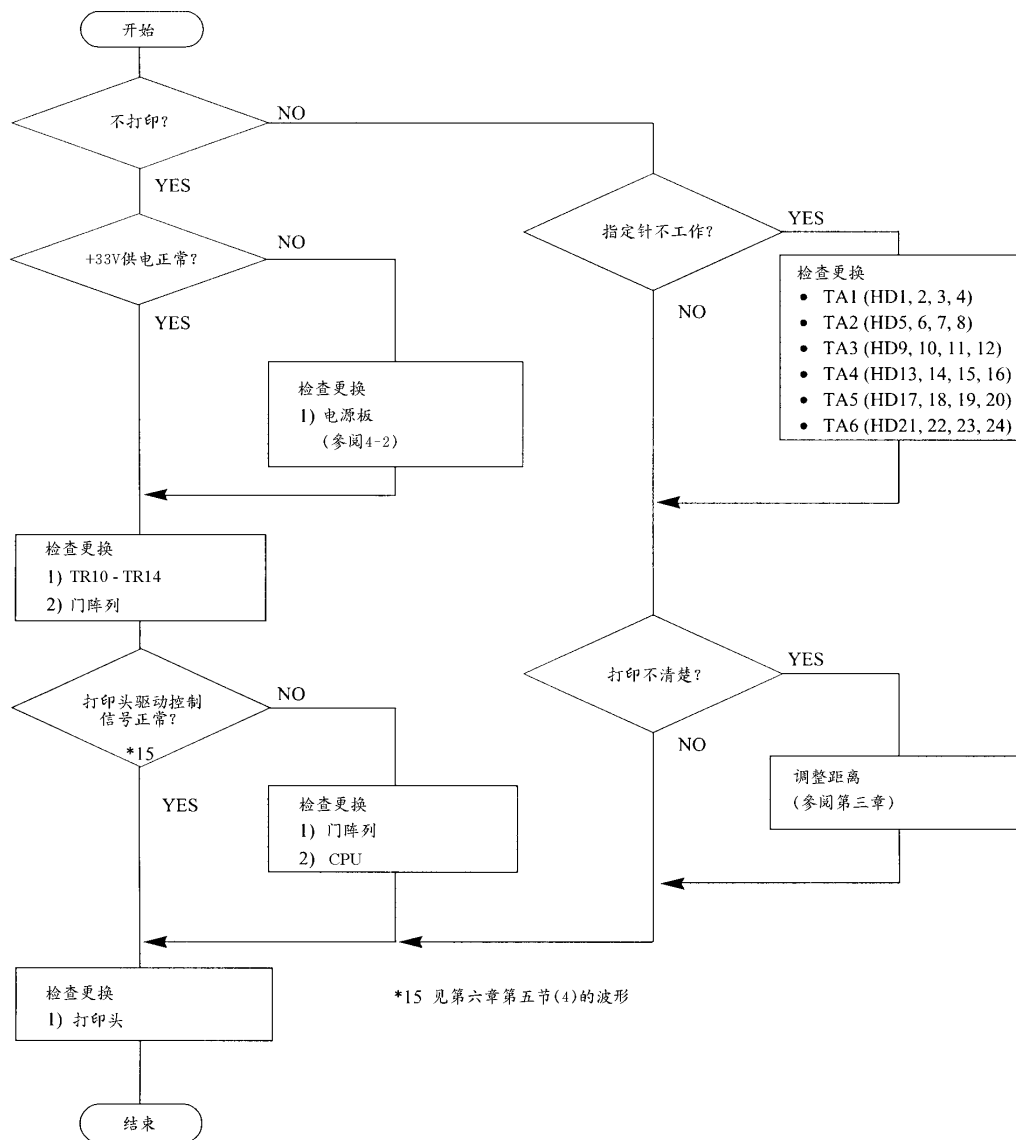 开始
不打印?
NO
YES
+33V供电正常?
NO
YES
检查更换
1) 电源板
(参阅4-2)
检查更换
1) TR10 - TR14
2) 门阵列
打印头驱动控制
信号正常?
*15
NO
YES
检查更换
1) 门阵列
2) CPU
检查更换
1) 打印头
结束
指定针不工作?
YES
NO
检查更换
• TA1 (HD1, 2, 3, 4)
• TA2 (HD5, 6, 7, 8)
• TA3 (HD9, 10, 11, 12)
• TA4 (HD13, 14, 15, 16)
• TA5 (HD17, 18, 19, 20)
• TA6 (HD21, 22, 23, 24)
打印不清楚?
YES
NO
调整距离
(参阅第三章)
*15 见第六章第五节(4)的波形